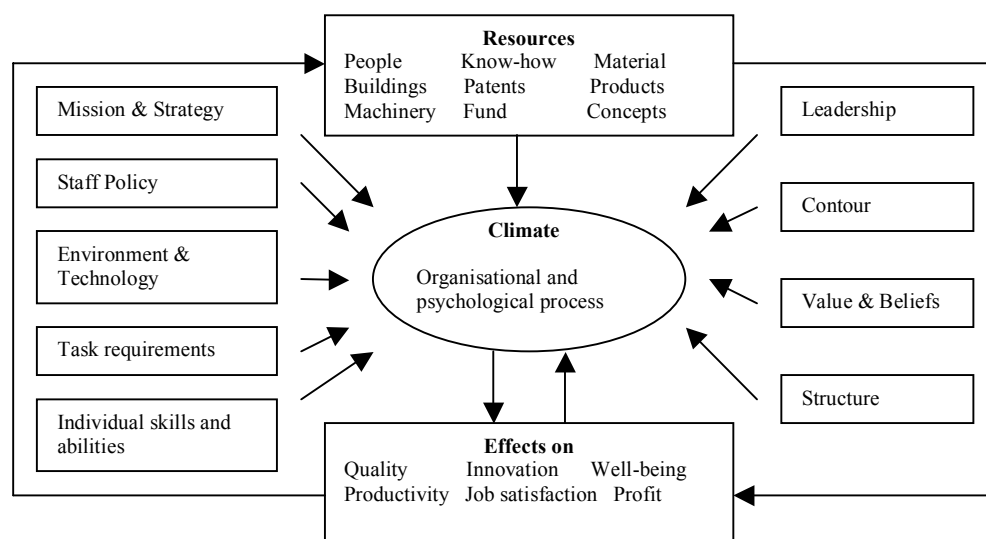 Resources
People Know-how Material
Buildings Patents Products
Machinery Fund Concepts
Mission & Strategy
Staff Policy
Environment &
Technology
Task requirements
Individual skills and
abilities
Climate
Organisational and
psychological process
Leadership
Contour
Value & Beliefs
Structure
Effects on
Quality Innovation Well-being
Productivity Job satisfaction Profit